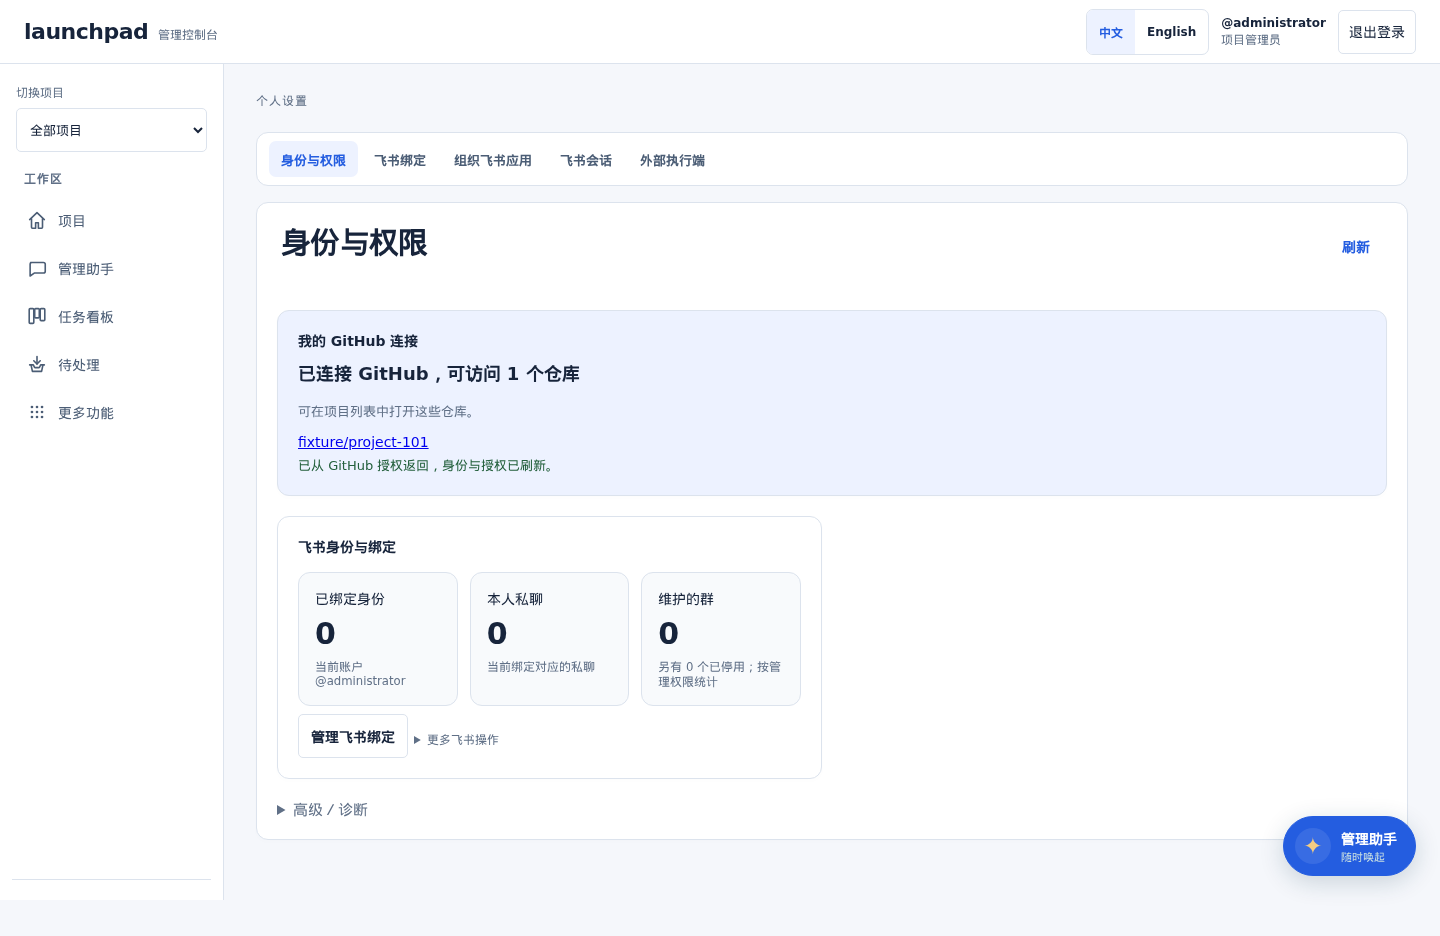 launchpad 管理控制台
中文 English
@administrator
项目管理员
退出登录
切换项目
全部项目
工作区
项目
管理助手
任务看板
待处理
更多功能
个人设置
身份与权限 飞书绑定 组织飞书应用 飞书会话 外部执行端
身份与权限
刷新
我的 GitHub 连接
已连接 GitHub，可访问 1 个仓库
可在项目列表中打开这些仓库。
fixture/project-101
已从 GitHub 授权返回，身份与授权已刷新。
飞书身份与绑定
已绑定身份
0
当前账户
@administrator
本人私聊
0
当前绑定对应的私聊
维护的群
0
另有 0 个已停用；按管
理权限统计
管理飞书绑定
更多飞书操作
高级 / 诊断
管理助手
随时唤起